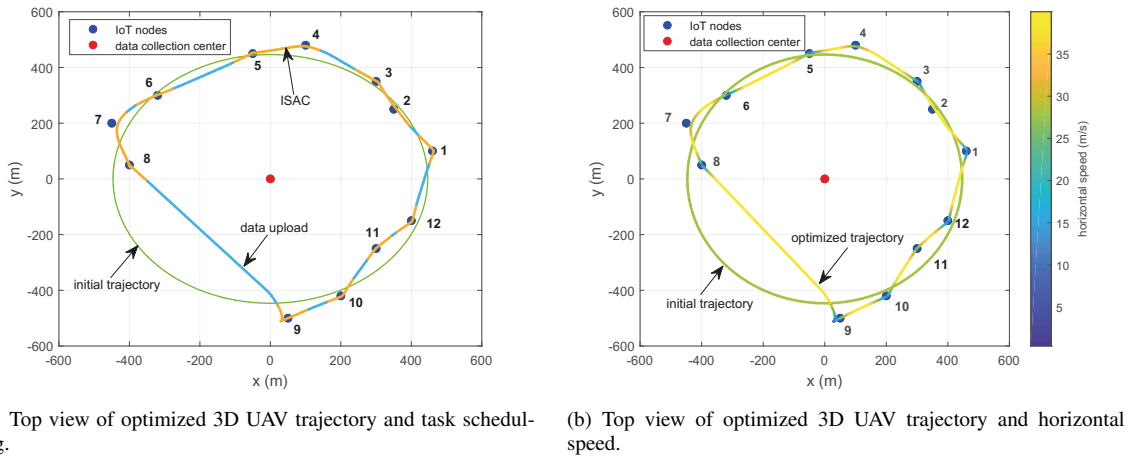 IoT nodes
data collection center
ISAC
data upload
initial trajectory
1
2
3
4
5
6
7
8
9
10
11
12
600
400
200
0
-200
-400
-600
y (m)
-600 -400 -200 0 200 400 600
x (m)
Top view of optimized 3D UAV trajectory and task schedul-
g.
IoT nodes
data collection center
optimized trajectory
initial trajectory
1
2
3
4
5
6
7
8
9
10
11
12
600
400
200
0
-200
-400
-600
y (m)
-600 -400 -200 0 200 400 600
x (m)
35
30
25
20
15
10
5
horizontal speed (m/s)
(b) Top view of optimized 3D UAV trajectory and horizontal
speed.